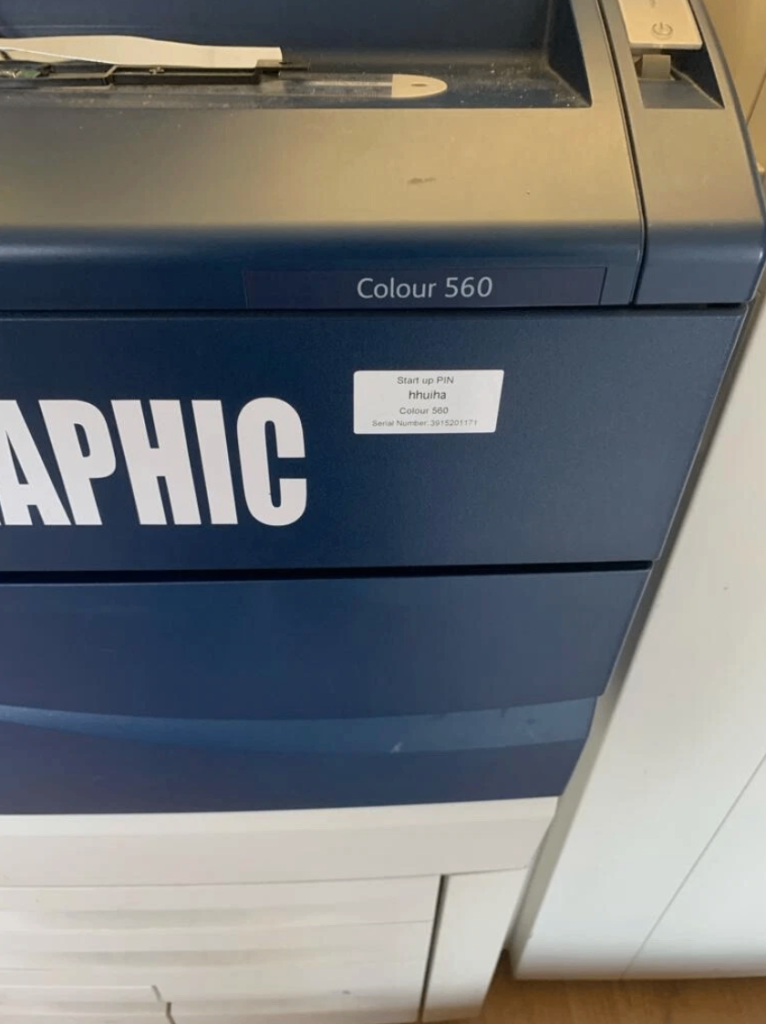 Colour 560
Start up PIN
hhuiha
Colour 560
Serial Number: 3915201171
APHIC